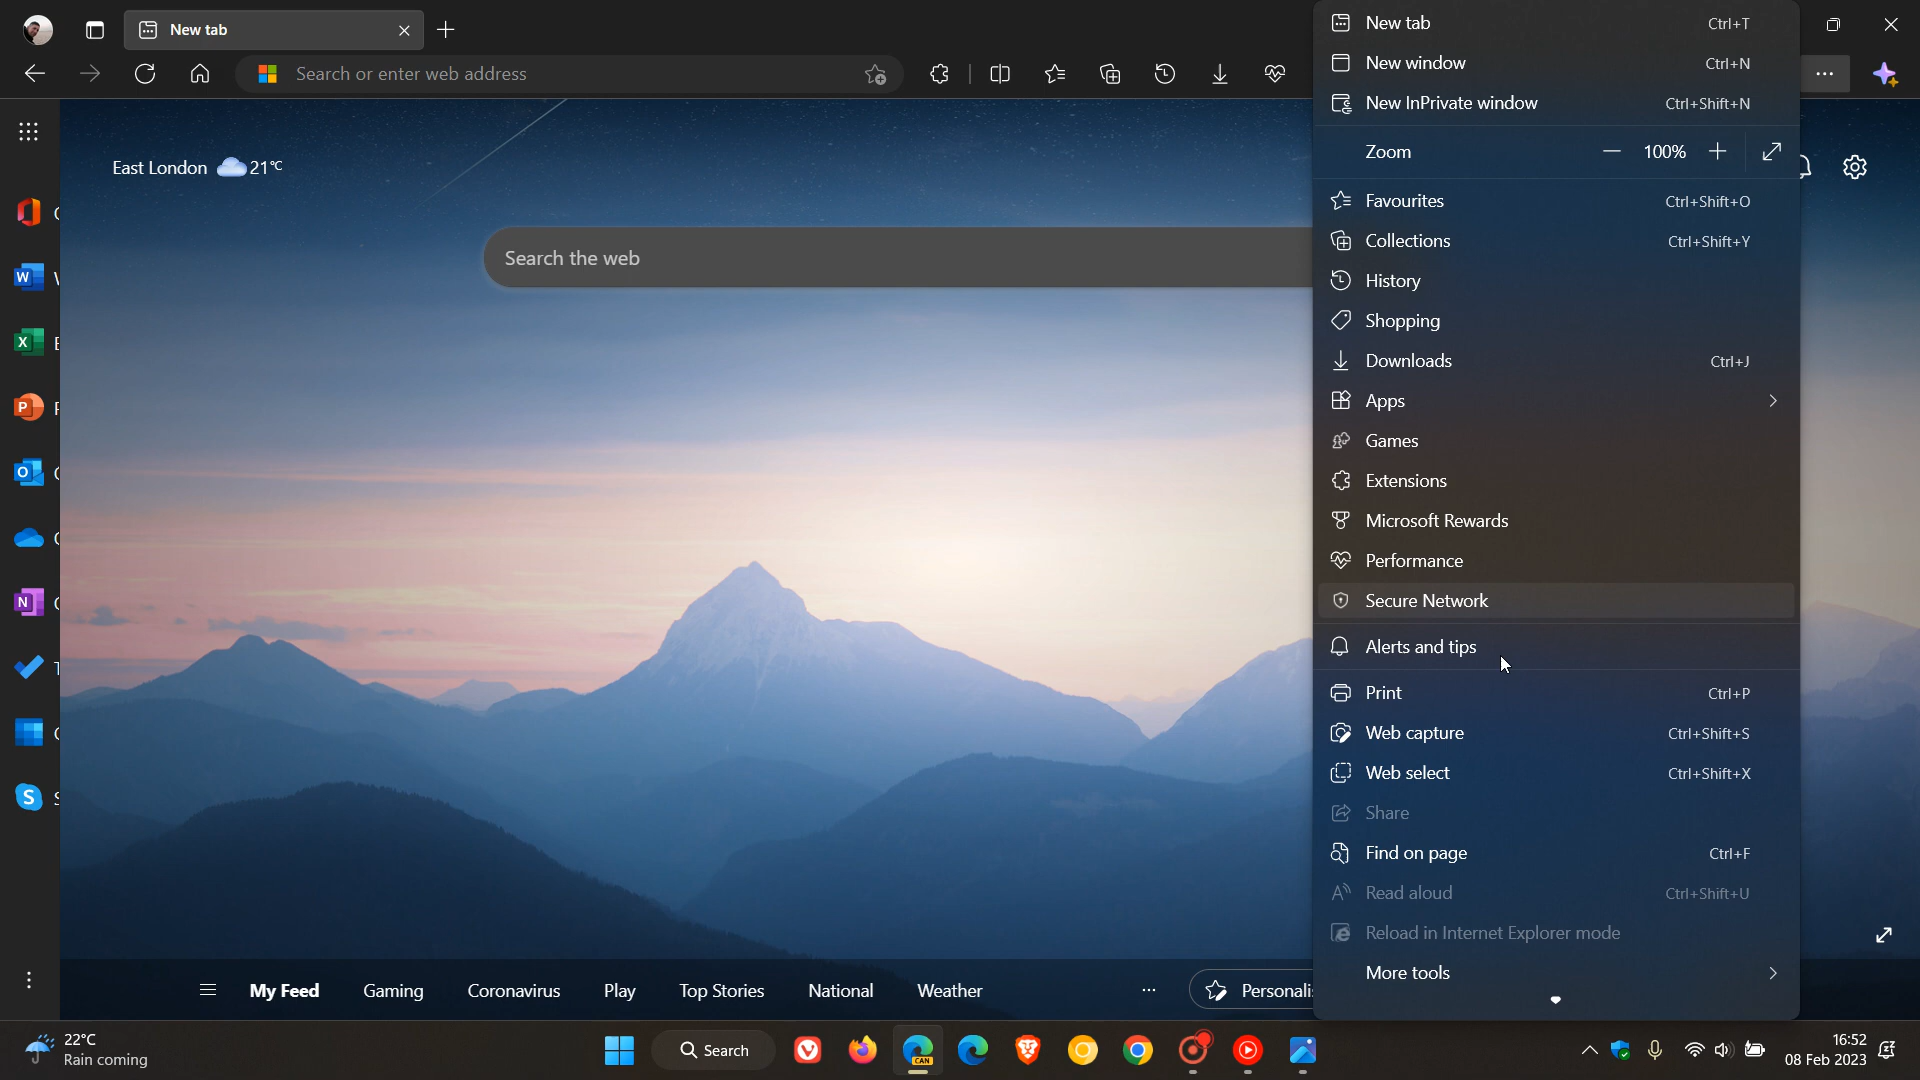 New tab
Search or enter web address
East London 21°C
Search the web
W
X
P
O
N
S
My Feed Gaming Coronavirus Play Top Stories National Weather ...
New tab Ctrl+T
New window Ctrl+N
New InPrivate window Ctrl+Shift+N
Zoom 100%
Favourites Ctrl+Shift+O
Collections Ctrl+Shift+Y
History
Shopping
Downloads Ctrl+J
Apps
Games
Extensions
Microsoft Rewards
Performance
Secure Network
Alerts and tips
Print Ctrl+P
Web capture Ctrl+Shift+S
Web select Ctrl+Shift+X
Share
Find on page Ctrl+F
Read aloud Ctrl+Shift+U
Reload in Internet Explorer mode
More tools
22°C
Rain coming
Search
CAN
16:52
08 Feb 2023